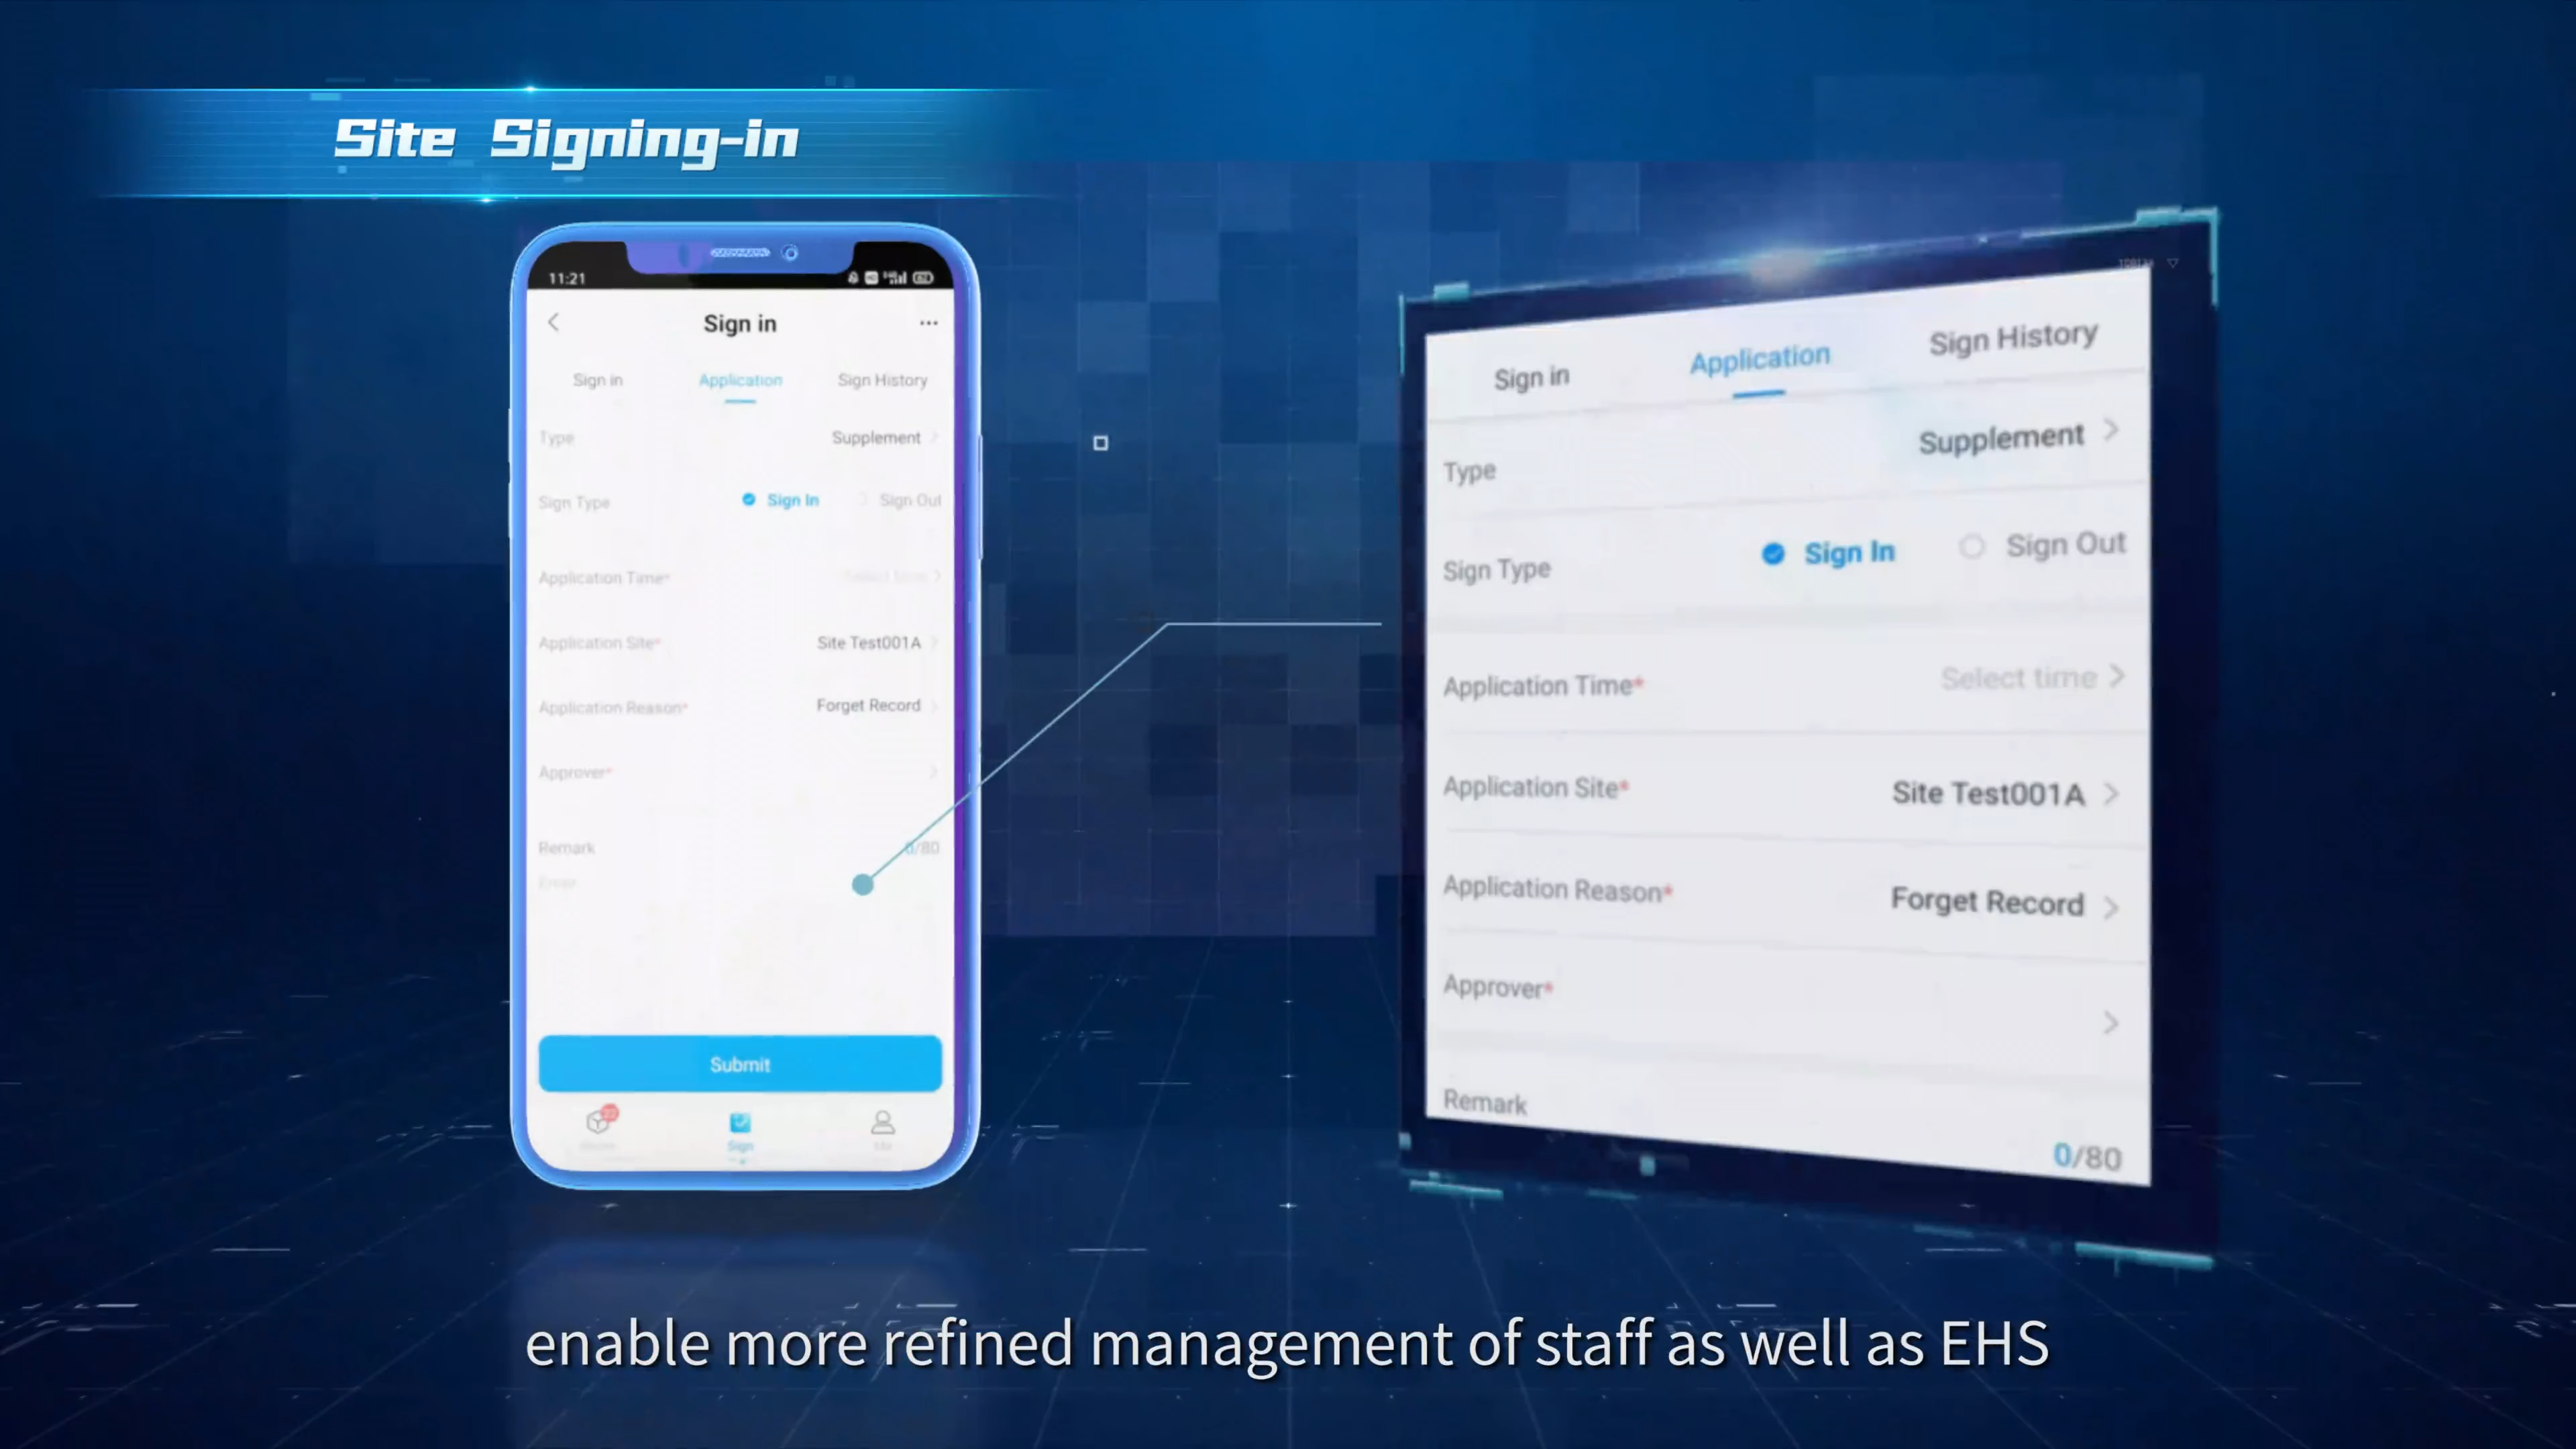 Site Signing-in
11:21
Sign in
Sign in Application Sign History
Type Supplement
Sign Type Sign In Sign Out
Application Time*
Application Site* Site Test001A
Application Reason* Forget Record
Approver*
Remark 0/80
Submit
Sign
Sign in Application Sign History
Type Supplement
Sign Type Sign In Sign Out
Application Time* Select time
Application Site* Site Test001A
Application Reason* Forget Record
Approver*
Remark
0/80
enable more refined management of staff as well as EHS